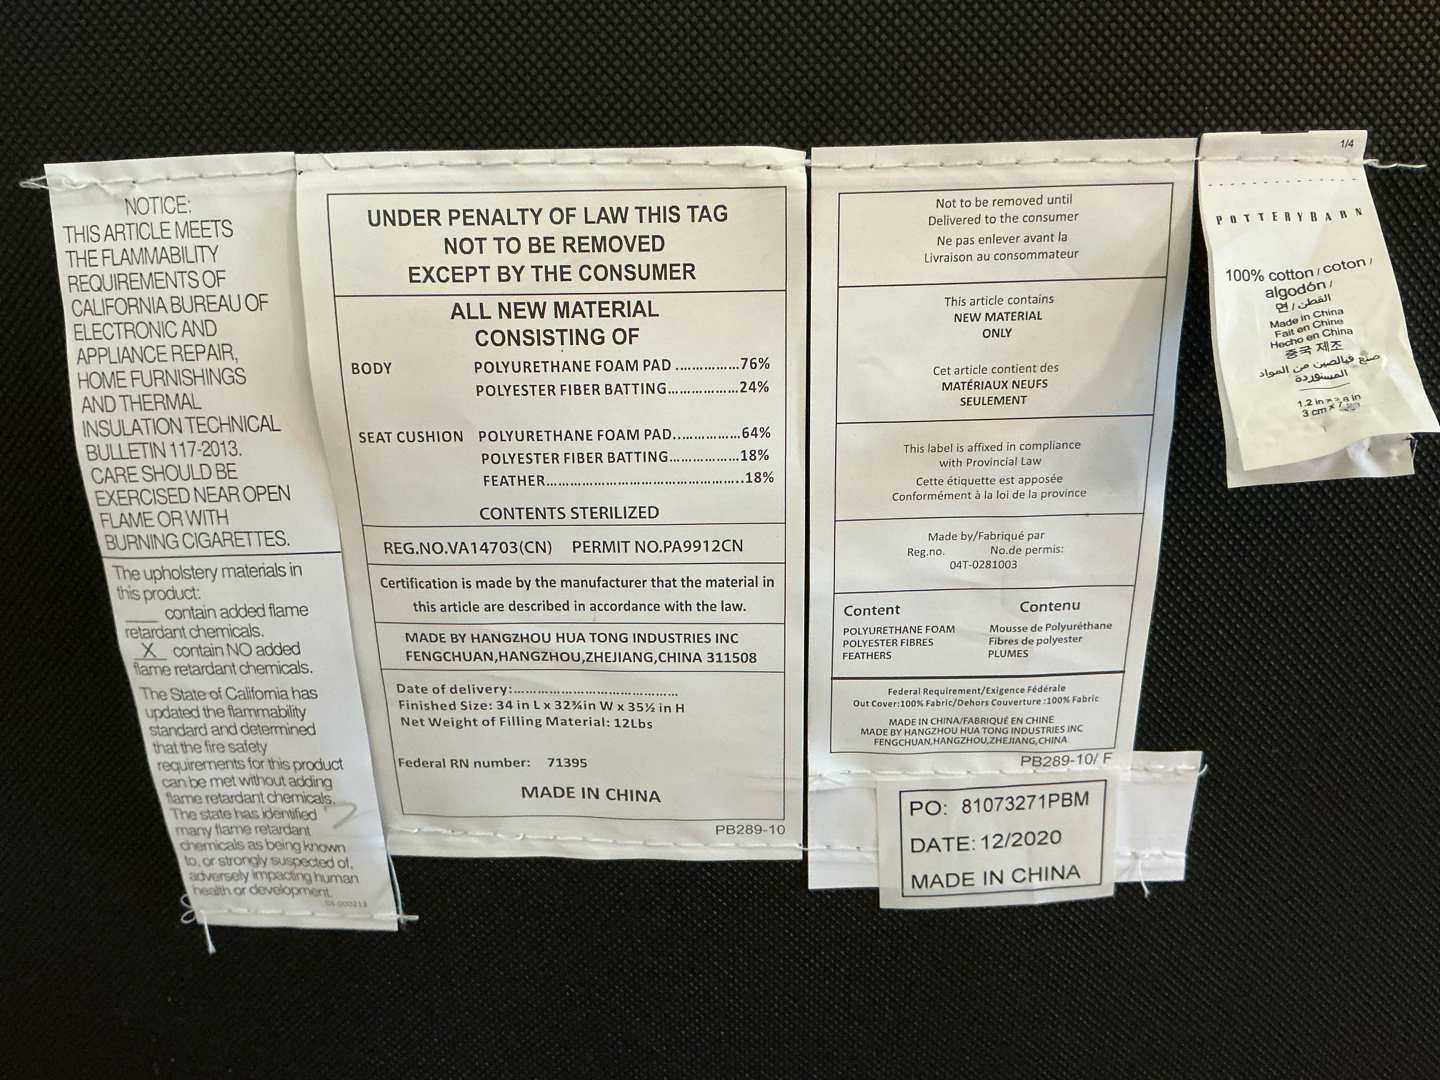 NOTICE:
THIS ARTICLE MEETS
THE FLAMMABILITY
REQUIREMENTS OF
CALIFORNIA BUREAU OF
ELECTRONIC AND
APPLIANCE REPAIR,
HOME FURNISHINGS
AND THERMAL
INSULATION TECHNICAL
BULLETIN 117-2013.
CARE SHOULD BE
EXERCISED NEAR OPEN
FLAME OR WITH
BURNING CIGARETTES.
The upholstery materials in
this product:
___ contain added flame
retardant chemicals.
X contain NO added
flame retardant chemicals.
The State of California has
updated the flammability
standard and determined
that the fire safety
requirements for this product
can be met without adding
flame retardant chemicals.
The state has identified
many flame retardant
chemicals as being known
to, or strongly suspected of,
adversely impacting human
health or development.
04-000213
UNDER PENALTY OF LAW THIS TAG
NOT TO BE REMOVED
EXCEPT BY THE CONSUMER
ALL NEW MATERIAL
CONSISTING OF
BODY POLYURETHANE FOAM PAD ...............76%
POLYESTER FIBER BATTING................24%
SEAT CUSHION POLYURETHANE FOAM PAD................64%
POLYESTER FIBER BATTING................18%
FEATHER.............................................18%
CONTENTS STERILIZED
REG.NO.VA14703(CN) PERMIT NO.PA9912CN
Certification is made by the manufacturer that the material in
this article are described in accordance with the law.
MADE BY HANGZHOU HUA TONG INDUSTRIES INC
FENGCHUAN,HANGZHOU,ZHEJIANG,CHINA 311508
Date of delivery:........................................
Finished Size: 34 in L x 32¾in W x 35½ in H
Net Weight of Filling Material: 12Lbs
Federal RN number: 71395
MADE IN CHINA
PB289-10
Not to be removed until
Delivered to the consumer
Ne pas enlever avant la
Livraison au consommateur
This article contains
NEW MATERIAL
ONLY
Cet article contient des
MATÉRIAUX NEUFS
SEULEMENT
This label is affixed in compliance
with Provincial Law
Cette étiquette est apposée
Conformément à la loi de la province
Made by/Fabriqué par
Reg.no. No.de permis:
04T-0281003
Content Contenu
POLYURETHANE FOAM Mousse de Polyuréthane
POLYESTER FIBRES Fibres de polyester
FEATHERS PLUMES
Federal Requirement/Exigence Fédérale
Out Cover:100% Fabric/Dehors Couverture :100% Fabric
MADE IN CHINA/FABRIQUÉ EN CHINE
MADE BY HANGZHOU HUA TONG INDUSTRIES INC
FENGCHUAN,HANGZHOU,ZHEJIANG,CHINA
PB289-10/ F
PO: 81073271PBM
DATE: 12/2020
MADE IN CHINA
1/4
POTTERYBARN
100% cotton / coton /
algodón /
면 / القطن
Made in China
Fait en Chine
Hecho en China
중국 제조
صنع فيالصين من المواد
المستوردة
1.2 in x in
3 cm x